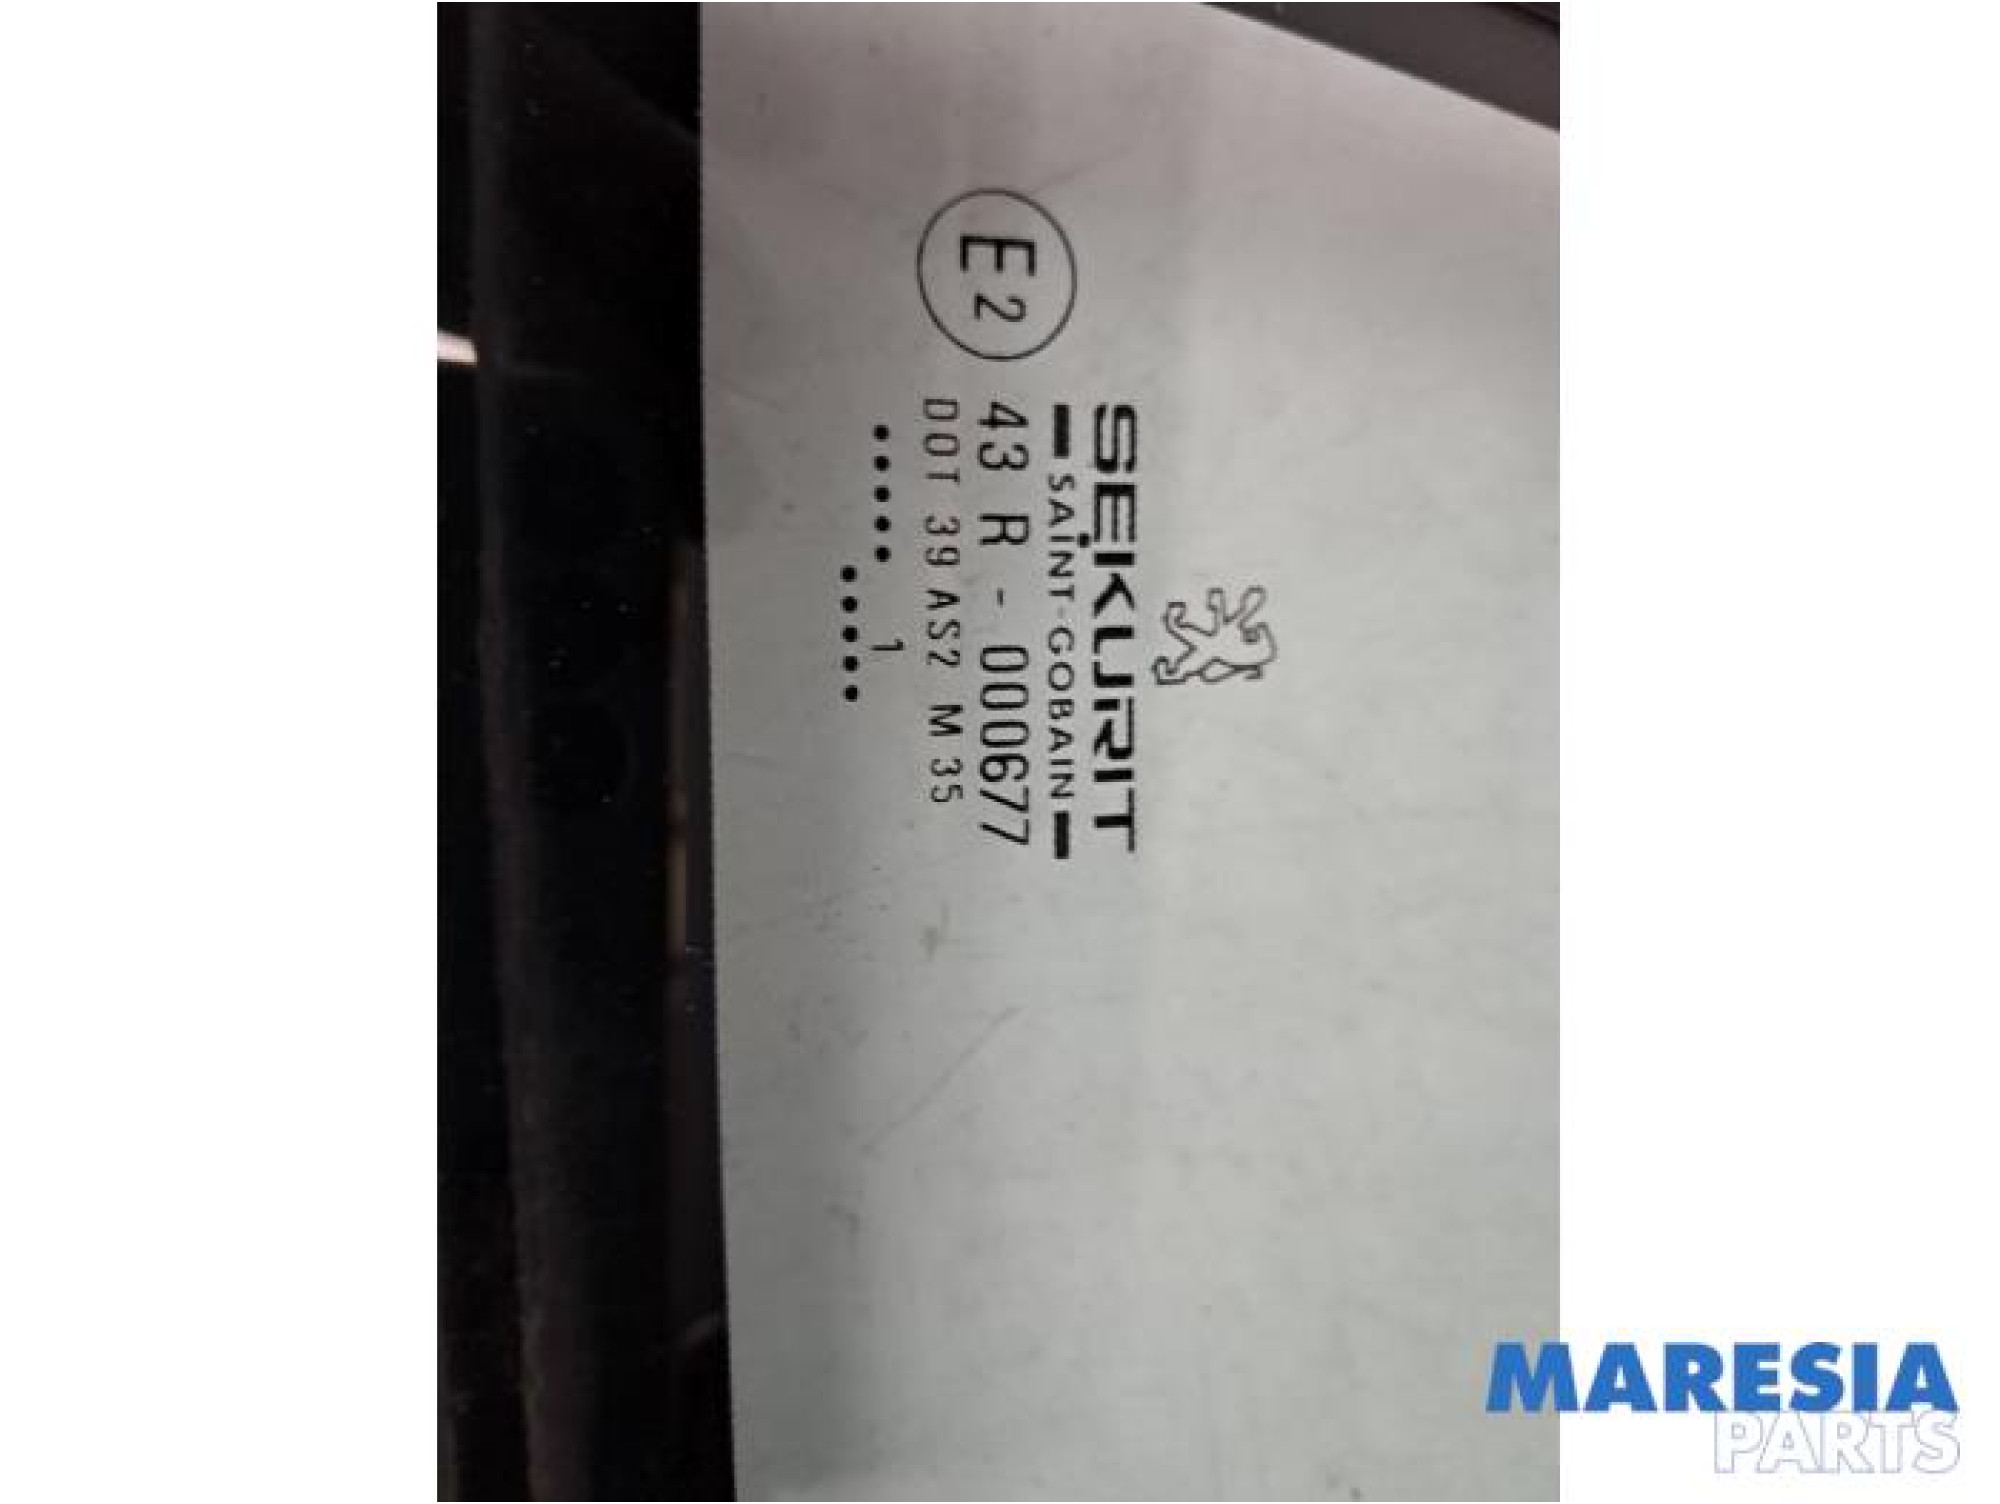 SEKURIT
SAINT-GOBAIN
E2
43 R - 000677
DOT 39 AS2 M 35
..... 1
.....
MARESIA
PARTS